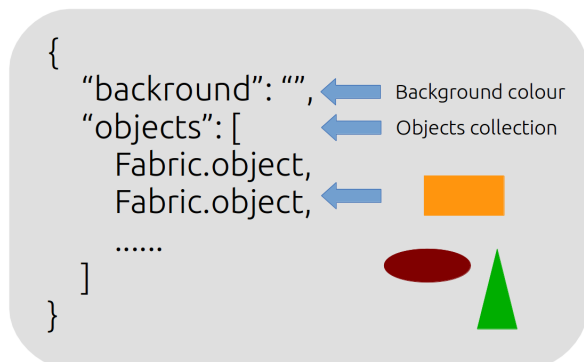 {
“backround”: “”, Background colour
“objects”: [ Objects collection
Fabric.object,
Fabric.object,
......
]
}